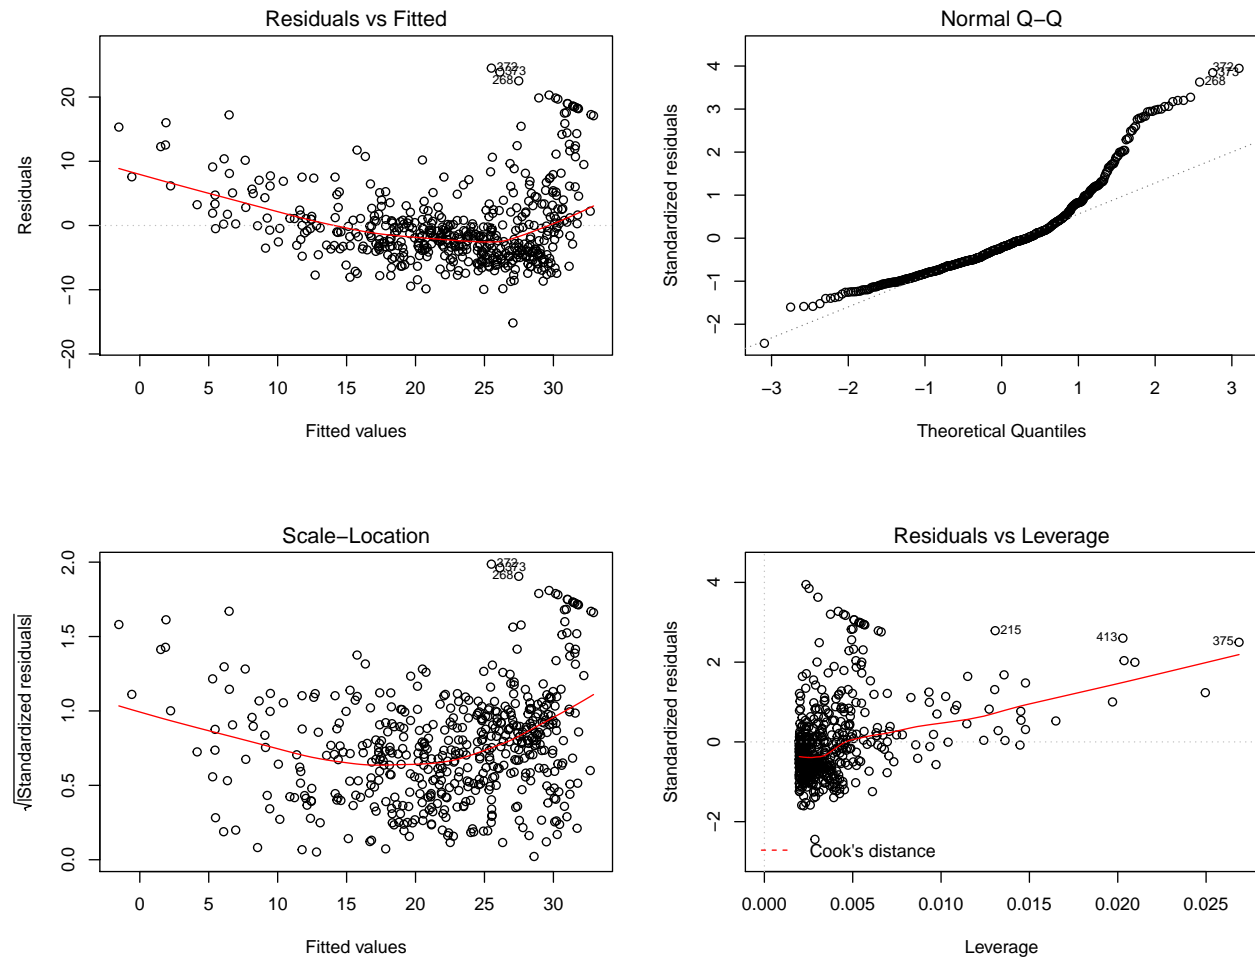 Residuals vs Fitted
Residuals
−20
−10
0
10
20
0 5 10 15 20 25 30
Fitted values
372
373
268
Normal Q−Q
Standardized residuals
−2
−1
0
1
2
3
4
−3 −2 −1 0 1 2 3
Theoretical Quantiles
372
373
268
Scale−Location
√|Standardized residuals|
0.0
0.5
1.0
1.5
2.0
0 5 10 15 20 25 30
Fitted values
372
373
268
Residuals vs Leverage
Standardized residuals
−2
0
2
4
0.000 0.005 0.010 0.015 0.020 0.025
Leverage
215
413
375
Cook's distance